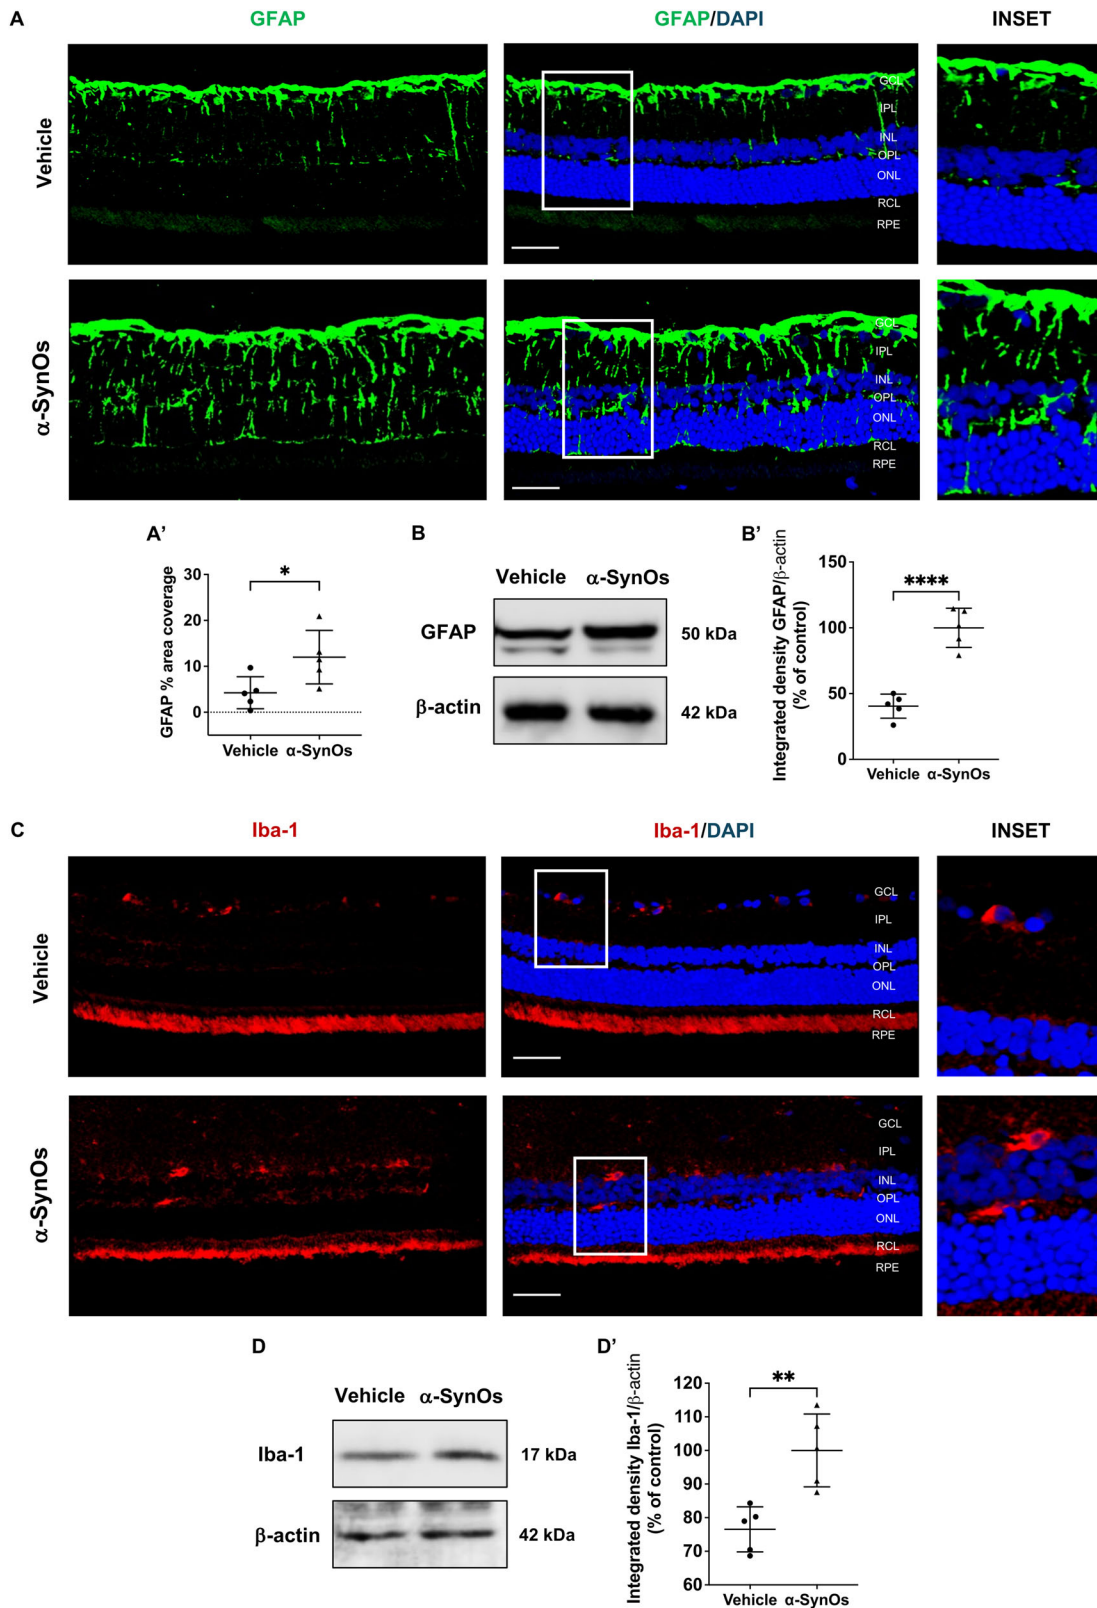 A
GFAP
GFAP/DAPI
INSET
Vehicle
GCL
IPL
INL
OPL
ONL
RCL
RPE
α-SynOs
GCL
IPL
INL
OPL
ONL
RCL
RPE
A'
GFAP % area coverage
30
20
10
0
*
Vehicle
α-SynOs
B
Vehicle α-SynOs
GFAP
50 kDa
β-actin
42 kDa
B'
Integrated density GFAP/β-actin
(% of control)
150
100
50
0
****
Vehicle
α-SynOs
C
Iba-1
Iba-1/DAPI
INSET
Vehicle
GCL
IPL
INL
OPL
ONL
RCL
RPE
α-SynOs
GCL
IPL
INL
OPL
ONL
RCL
RPE
D
Vehicle α-SynOs
Iba-1
17 kDa
β-actin
42 kDa
D'
Integrated density Iba-1/β-actin
(% of control)
120
110
100
90
80
70
60
**
Vehicle
α-SynOs